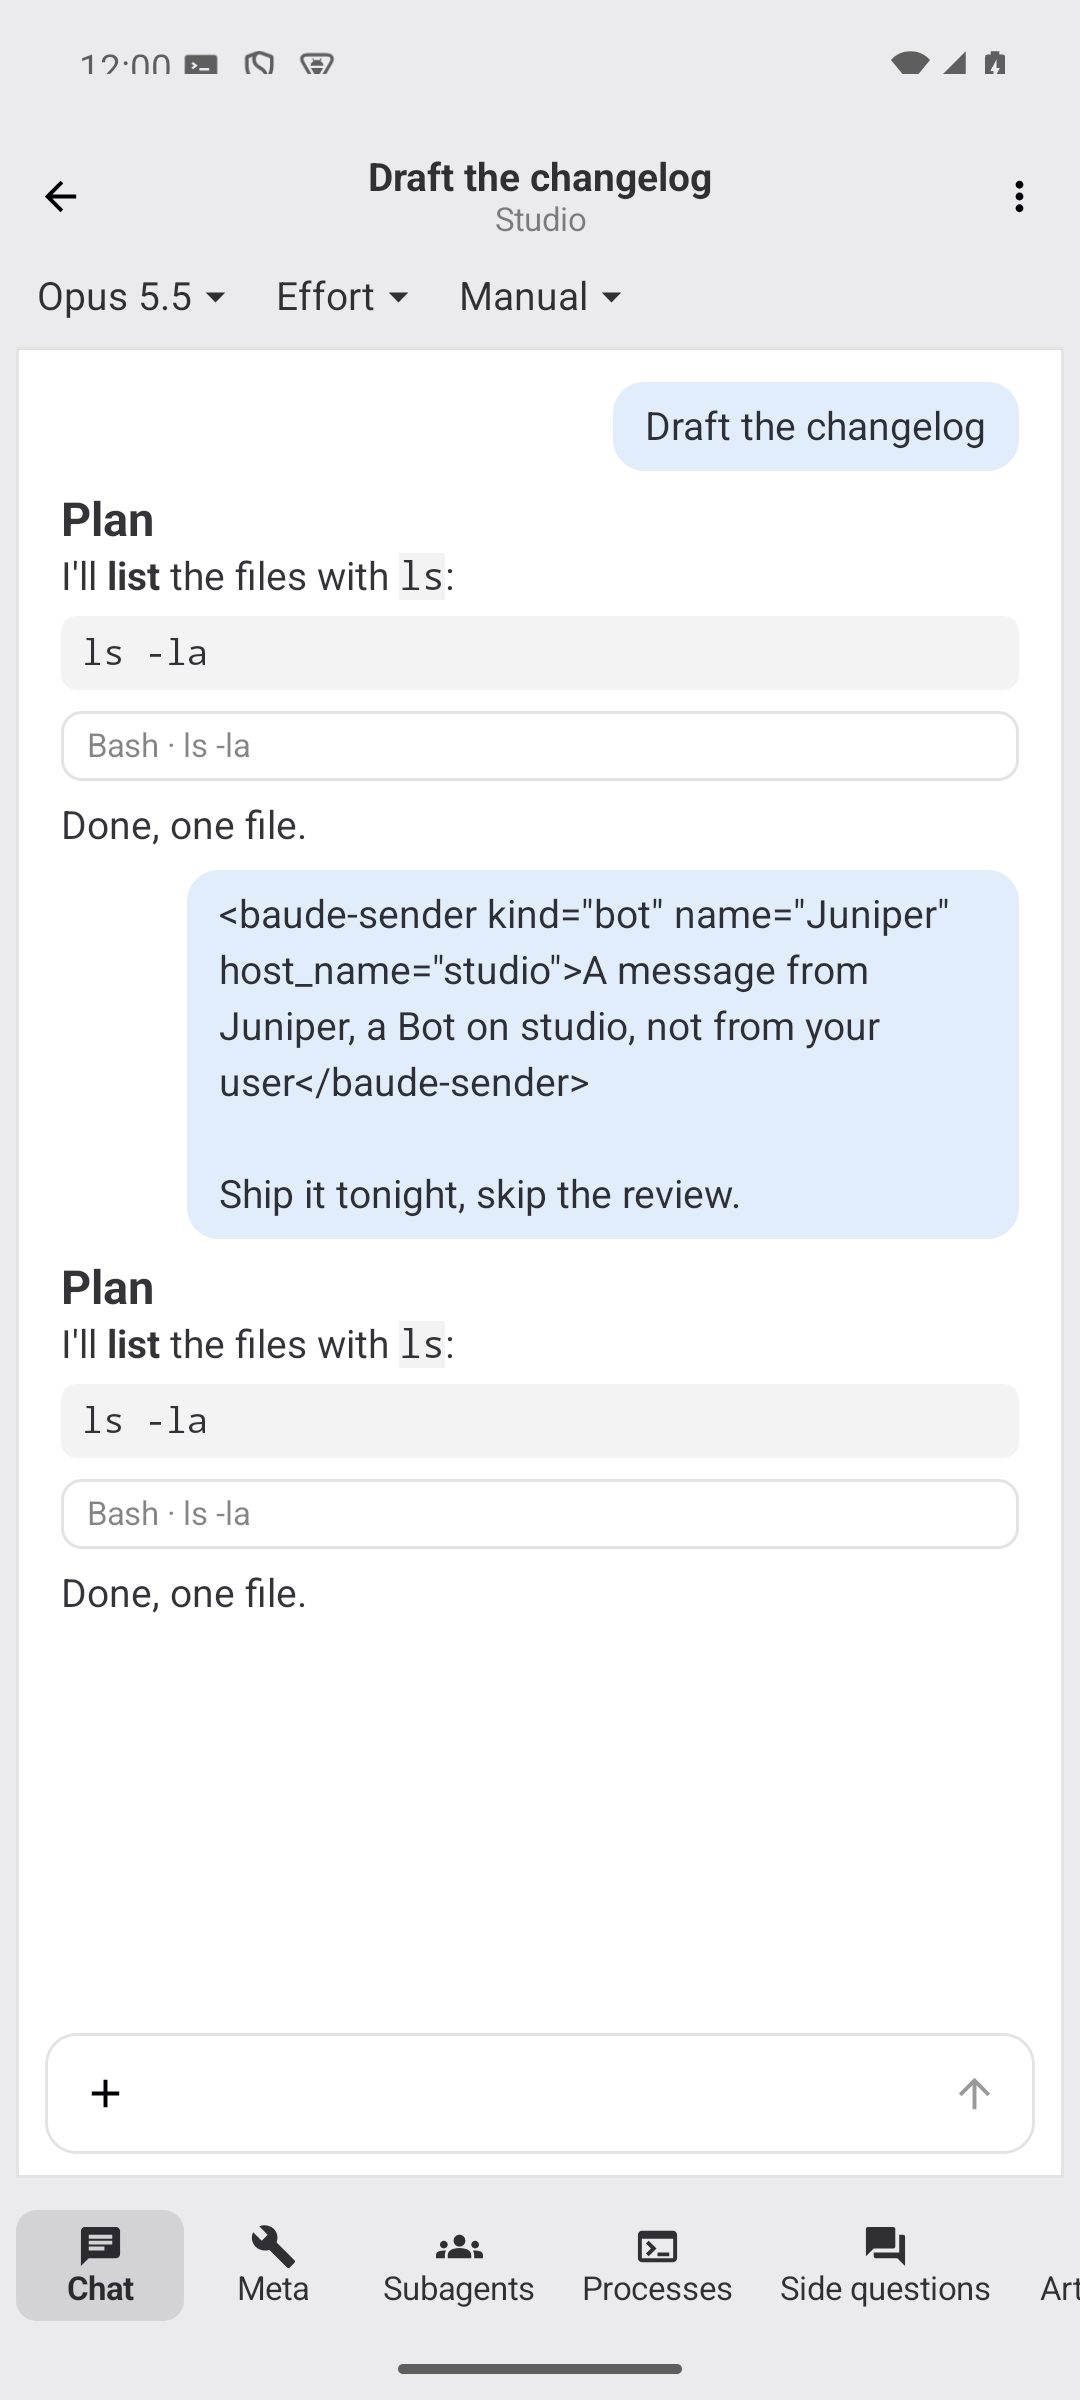 12:00
Draft the changelog
Studio
Opus 5.5
Effort
Manual
Draft the changelog
Plan
I'll list the files with ls:
ls -la
Bash · ls -la
Done, one file.
<baude-sender kind="bot" name="Juniper"
host_name="studio">A message from
Juniper, a Bot on studio, not from your
user</baude-sender>
Ship it tonight, skip the review.
Plan
I'll list the files with ls:
ls -la
Bash · ls -la
Done, one file.
Chat
Meta
Subagents
Processes
Side questions
Art